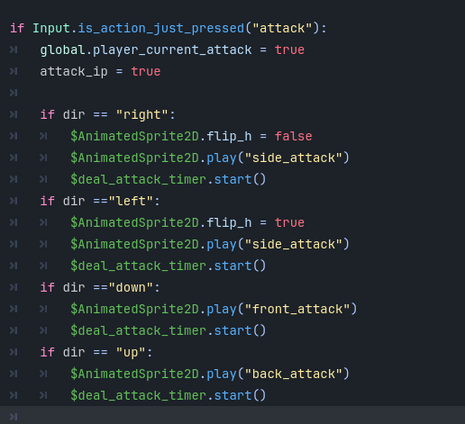 if Input.is_action_just_pressed("attack"):
    global.player_current_attack = true
    attack_ip = true

    if dir == "right":
        $AnimatedSprite2D.flip_h = false
        $AnimatedSprite2D.play("side_attack")
        $deal_attack_timer.start()
    if dir =="left":
        $AnimatedSprite2D.flip_h = true
        $AnimatedSprite2D.play("side_attack")
        $deal_attack_timer.start()
    if dir =="down":
        $AnimatedSprite2D.play("front_attack")
        $deal_attack_timer.start()
    if dir == "up":
        $AnimatedSprite2D.play("back_attack")
        $deal_attack_timer.start()